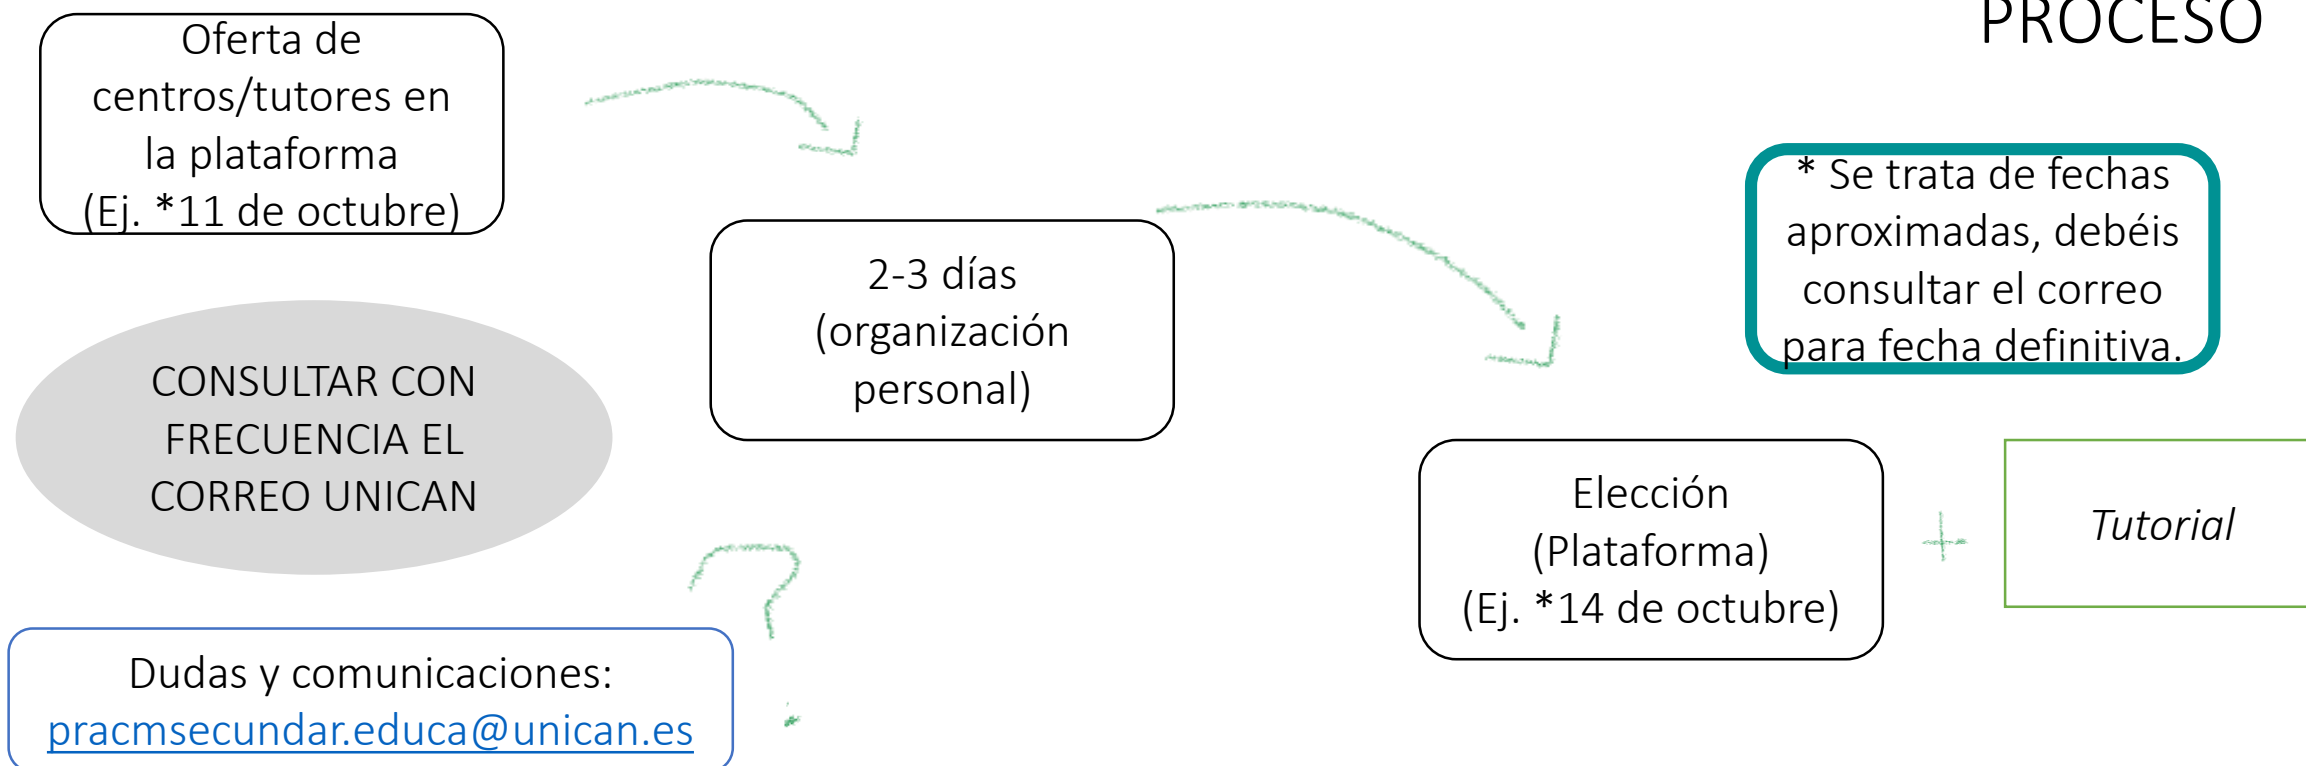 PROCESO
Oferta de
centros/tutores en
la plataforma
(Ej. *11 de octubre)
2-3 días
(organización
personal)
* Se trata de fechas
aproximadas, debéis
consultar el correo
para fecha definitiva.
CONSULTAR CON
FRECUENCIA EL
CORREO UNICAN
Elección
(Plataforma)
(Ej. *14 de octubre)
+
Tutorial
?
Dudas y comunicaciones:
pracmsecundar.educa@unican.es